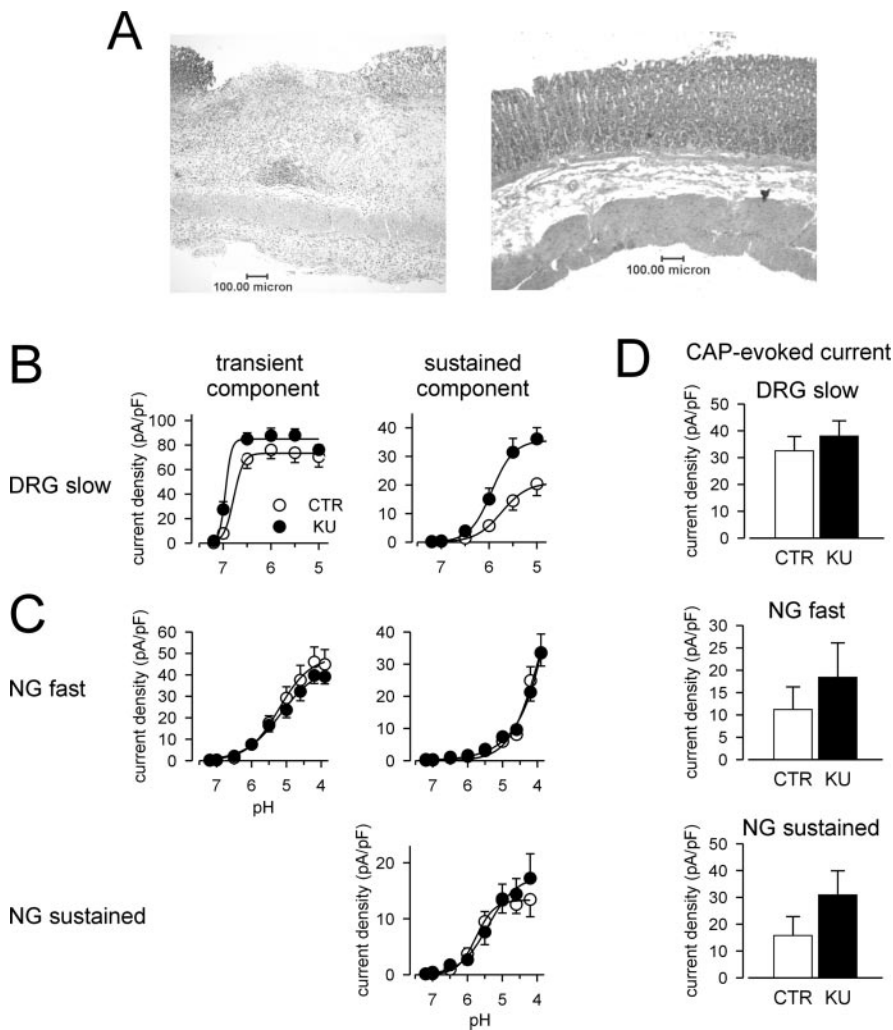 A
100.00 micron
100.00 micron
B
transient
component
sustained
component
DRG slow
current density (pA/pF)
100
80
60
40
20
0
CTR
KU
7 6 5
40
30
20
10
0
7 6 5
C
NG fast
current density (pA/pF)
60
50
40
30
20
10
0
7 6 5 4
pH
current density (pA/pF)
40
30
20
10
0
7 6 5 4
NG sustained
current density (pA/pF)
20
10
0
7 6 5 4
pH
D
CAP-evoked current
DRG slow
current density (pA/pF)
50
40
30
20
10
0
CTR KU
NG fast
current density (pA/pF)
30
25
20
15
10
5
0
CTR KU
NG sustained
current density (pA/pF)
50
40
30
20
10
0
CTR KU